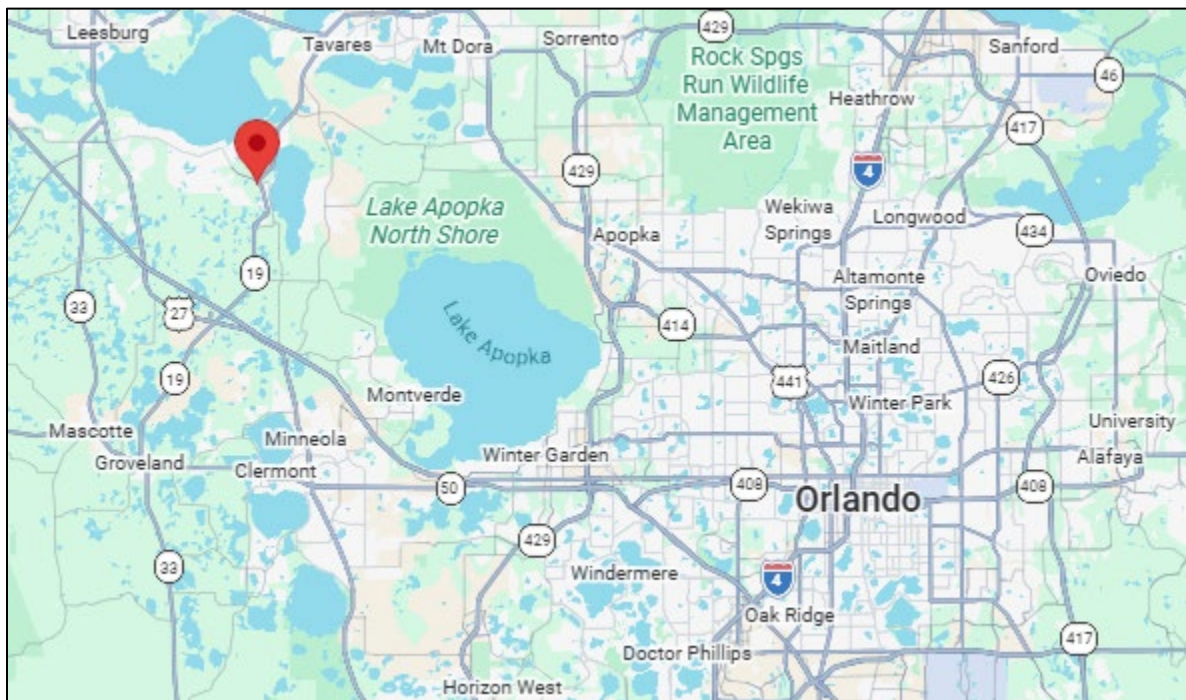 Leesburg
Tavares
Mt Dora
Sorrento
429
Sanford
46
Rock Spgs
Run Wildlife
Management
Area
Heathrow
417
4
429
Lake Apopka
North Shore
Wekiwa
Springs
Longwood
434
Apopka
19
Altamonte
Springs
Oviedo
33
27
414
Lake Apopka
Maitland
19
441
426
Montverde
Winter Park
University
Mascotte
Minneola
Groveland
Clermont
Winter Garden
Alafaya
50
408
Orlando
408
429
33
Windermere
4
Oak Ridge
417
Doctor Phillips
Horizon West